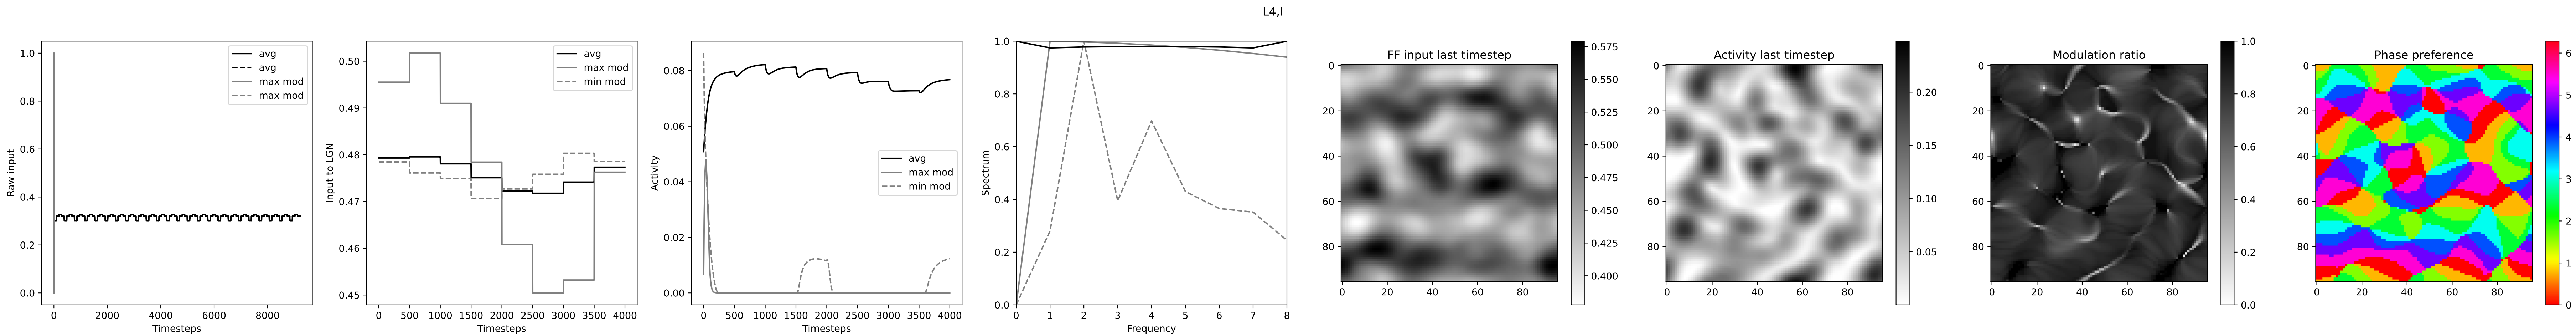 L4,I
Raw input
1.0
0.8
0.6
0.4
0.2
0.0
avg
avg
max mod
max mod
0 2000 4000 6000 8000
Timesteps
Input to LGN
0.50
0.49
0.48
0.47
0.46
0.45
avg
max mod
min mod
0 500 1000 1500 2000 2500 3000 3500 4000
Timesteps
Activity
0.08
0.06
0.04
0.02
0.00
avg
max mod
min mod
0 500 1000 1500 2000 2500 3000 3500 4000
Timesteps
Spectrum
1.0
0.8
0.6
0.4
0.2
0.0
0 1 2 3 4 5 6 7 8
Frequency
FF input last timestep
0
20
40
60
80
0 20 40 60 80
0.575
0.550
0.525
0.500
0.475
0.450
0.425
0.400
Activity last timestep
0
20
40
60
80
0 20 40 60 80
0.20
0.15
0.10
0.05
Modulation ratio
0
20
40
60
80
0 20 40 60 80
1.0
0.8
0.6
0.4
0.2
0.0
Phase preference
0
20
40
60
80
0 20 40 60 80
6
5
4
3
2
1
0